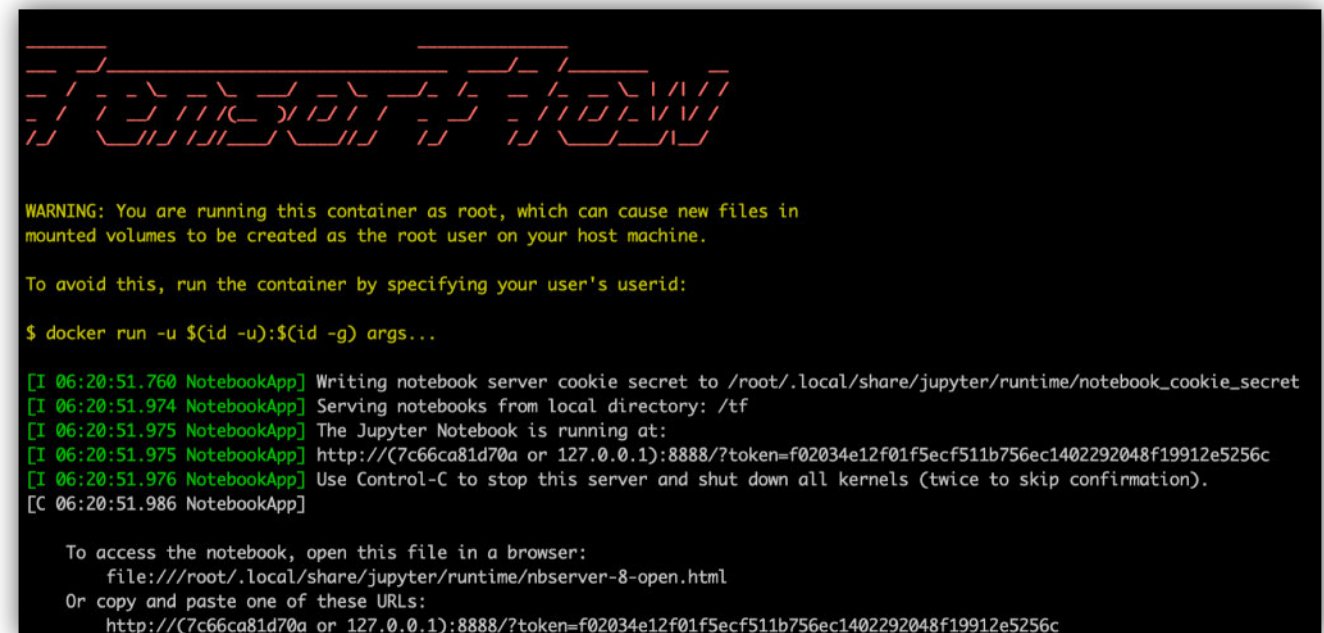 TensorFlow
WARNING: You are running this container as root, which can cause new files in
mounted volumes to be created as the root user on your host machine.
To avoid this, run the container by specifying your user's userid:
$ docker run -u $(id -u):$(id -g) args...
[I 06:20:51.760 NotebookApp] Writing notebook server cookie secret to /root/.local/share/jupyter/runtime/notebook_cookie_secret
[I 06:20:51.974 NotebookApp] Serving notebooks from local directory: /tf
[I 06:20:51.975 NotebookApp] The Jupyter Notebook is running at:
[I 06:20:51.975 NotebookApp] http://(7c66ca81d70a or 127.0.0.1):8888/?token=f02034e12f01f5ecf511b756ec1402292048f19912e5256c
[I 06:20:51.976 NotebookApp] Use Control-C to stop this server and shut down all kernels (twice to skip confirmation).
[C 06:20:51.986 NotebookApp]
To access the notebook, open this file in a browser:
file:///root/.local/share/jupyter/runtime/nbserver-8-open.html
Or copy and paste one of these URLs:
http://(7c66ca81d70a or 127.0.0.1):8888/?token=f02034e12f01f5ecf511b756ec1402292048f19912e5256c